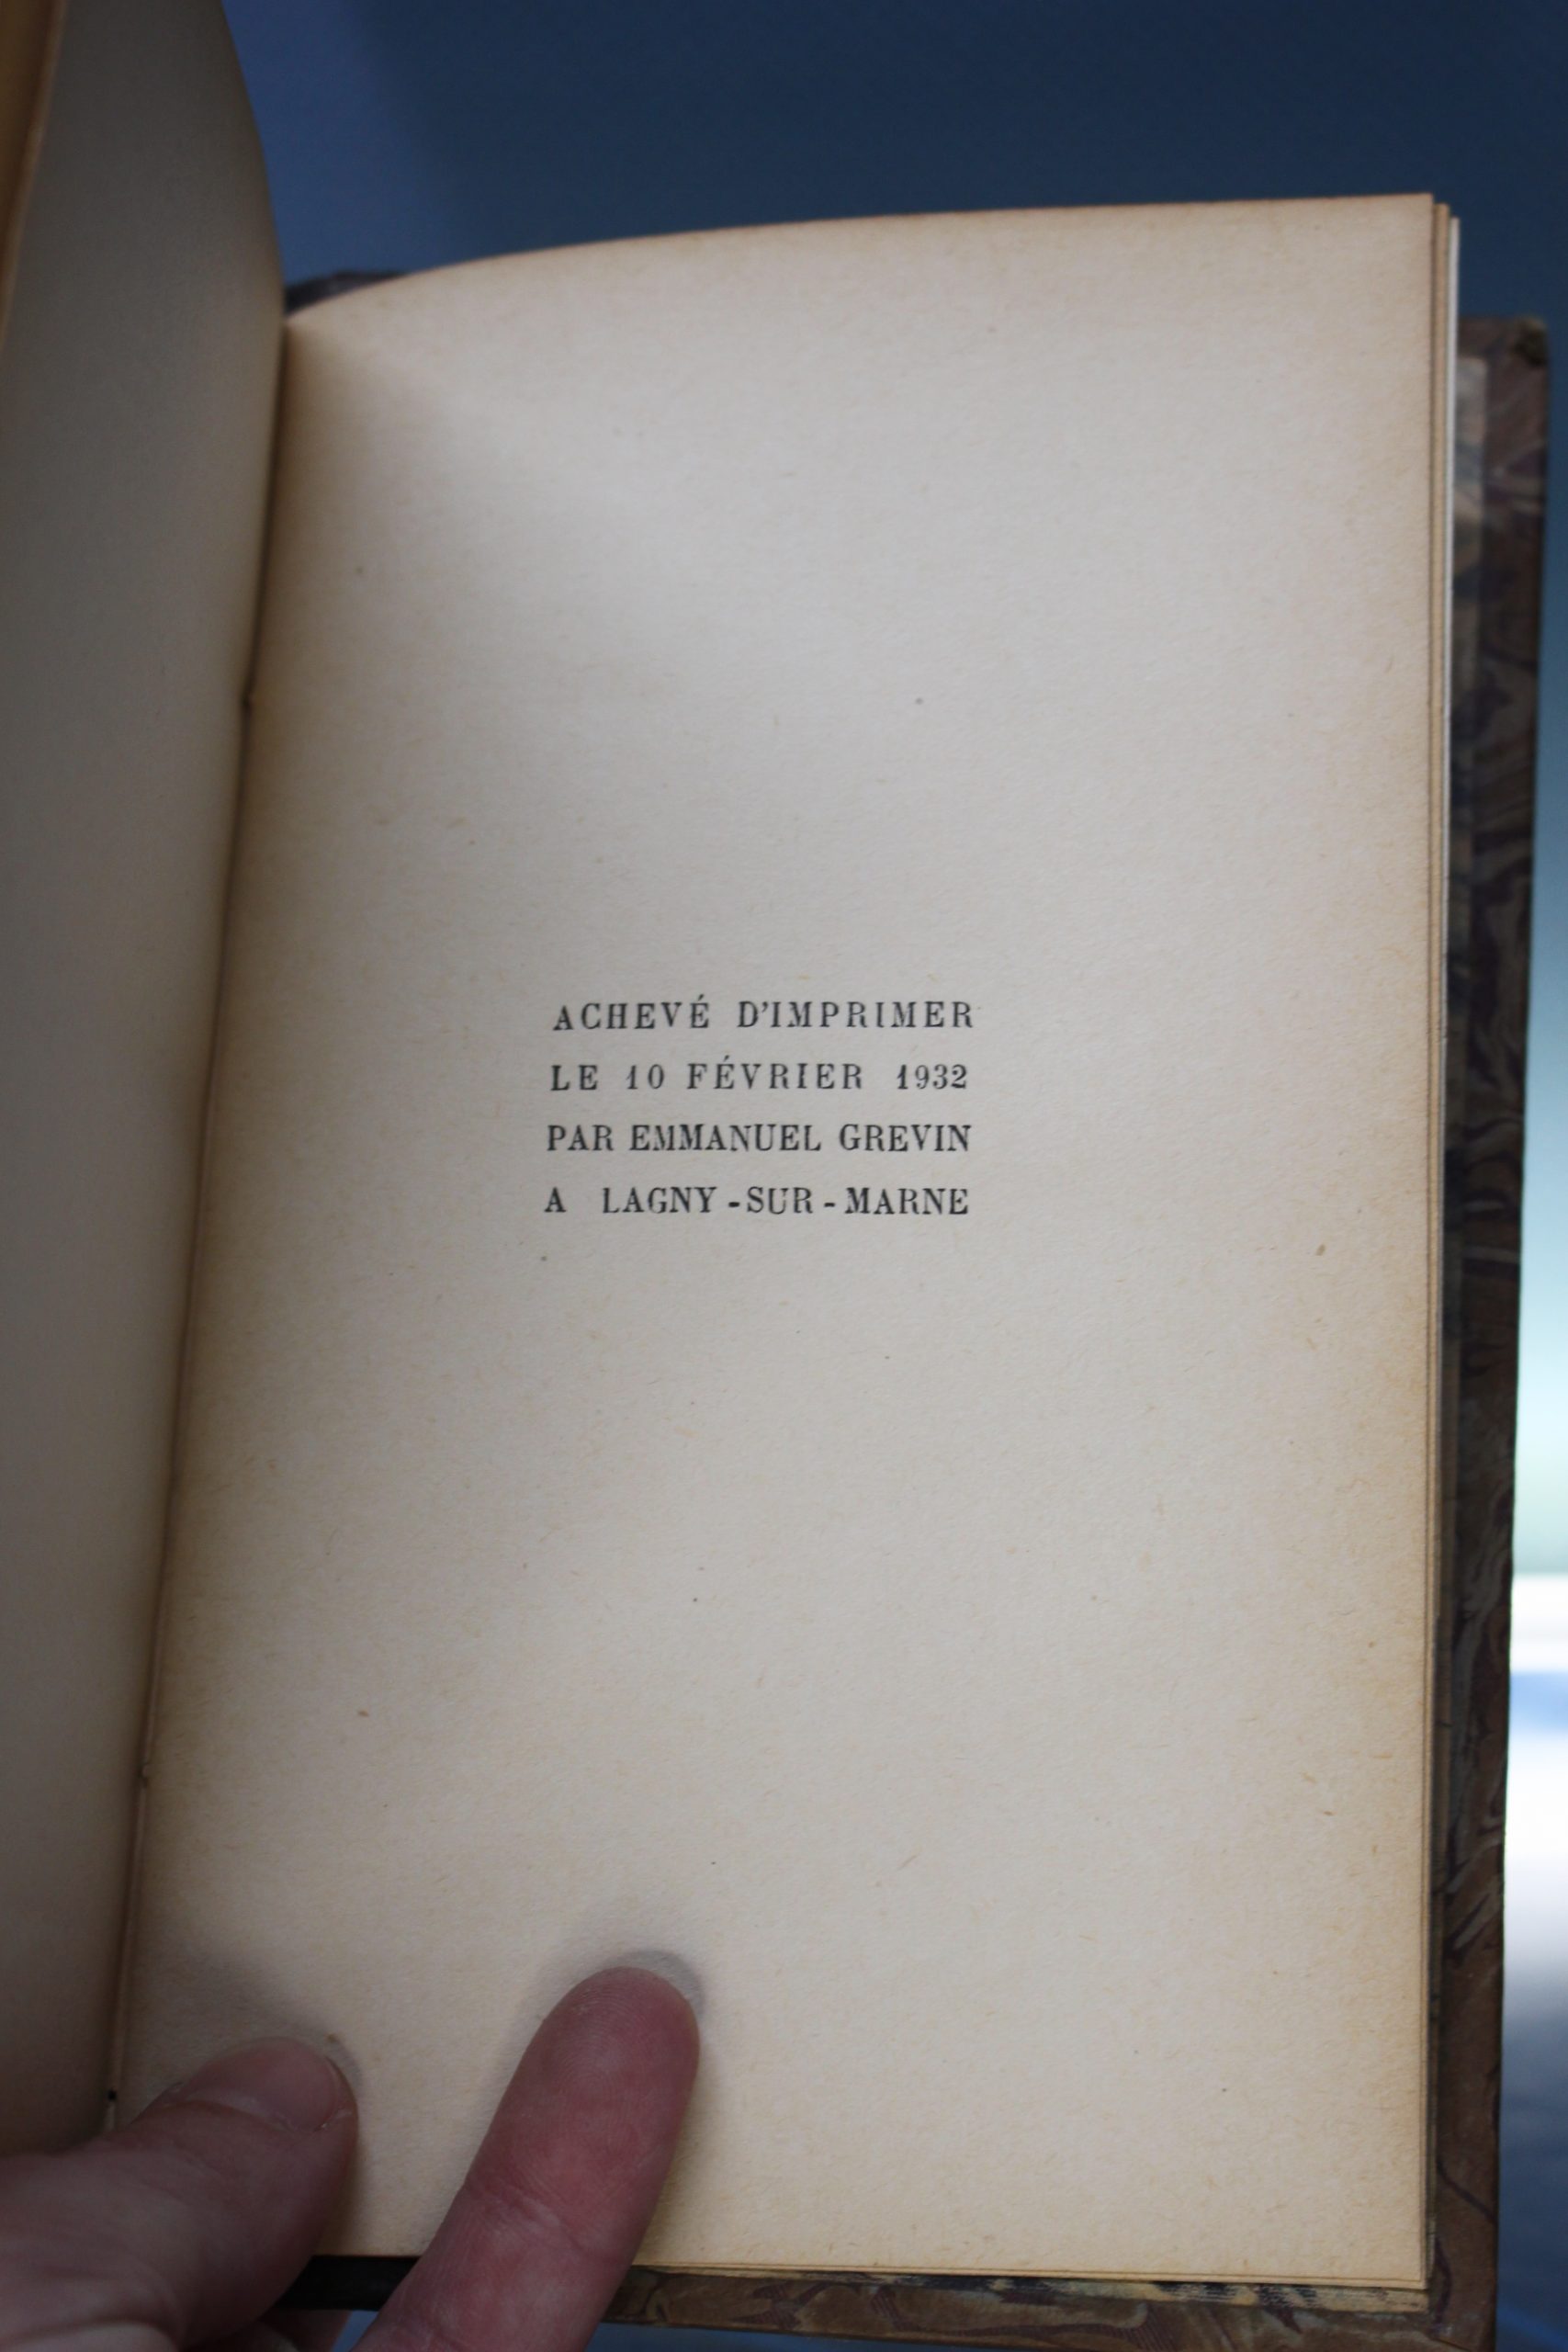 ACHEVÉ D'IMPRIMER
LE 10 FÉVRIER 1932
PAR EMMANUEL GREVIN
A LAGNY-SUR-MARNE